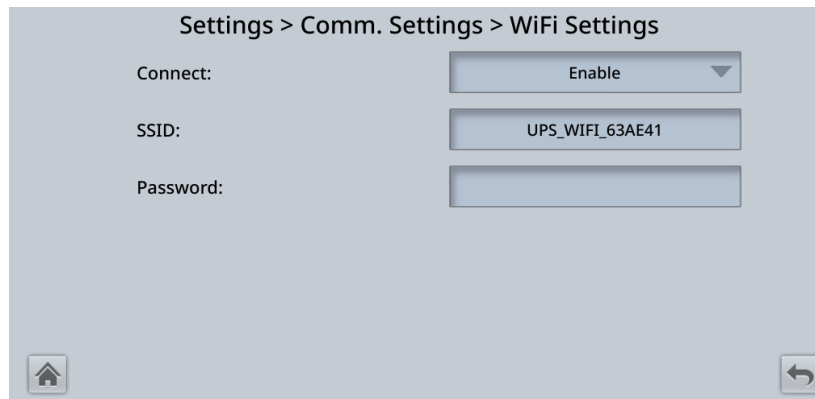 Settings > Comm. Settings > WiFi Settings
Connect: Enable
SSID: UPS_WIFI_63AE41
Password: